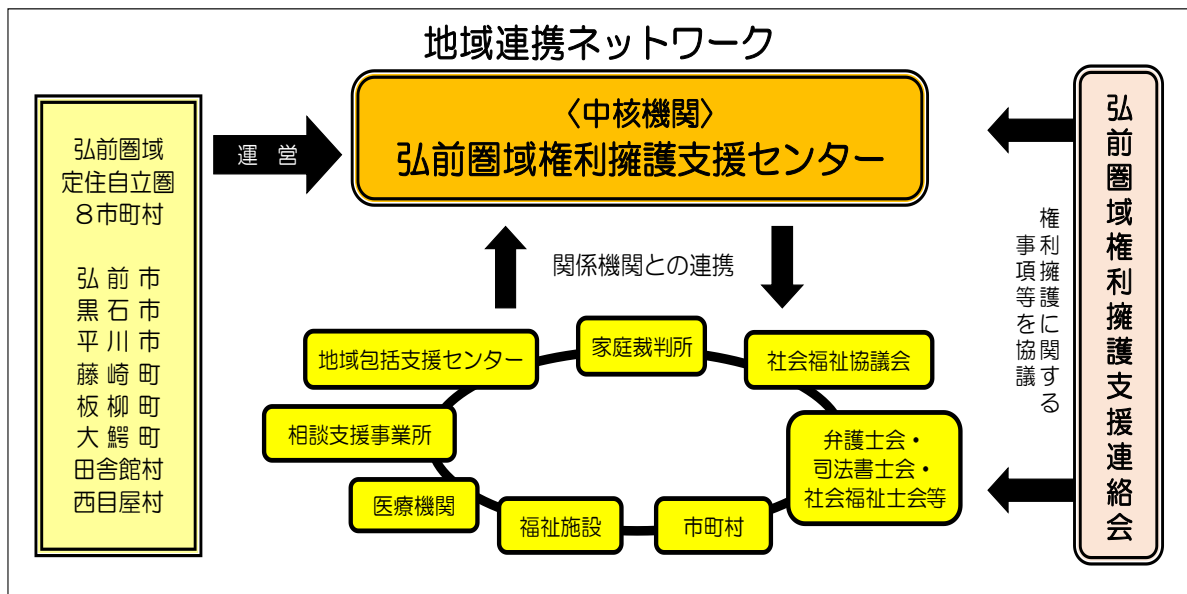 地域連携ネットワーク
弘前圏域
定住自立圏
8市町村
弘前市
黒石市
平川市
藤崎町
板柳町
大鰐町
田舎館村
西目屋村
運営
〈中核機関〉
弘前圏域権利擁護支援センター
関係機関との連携
地域包括支援センター
家庭裁判所
社会福祉協議会
相談支援事業所
弁護士会・
司法書士会・
社会福祉士会等
医療機関
福祉施設
市町村
権利擁護に関する
事項等を協議
弘前圏域権利擁護支援連絡会